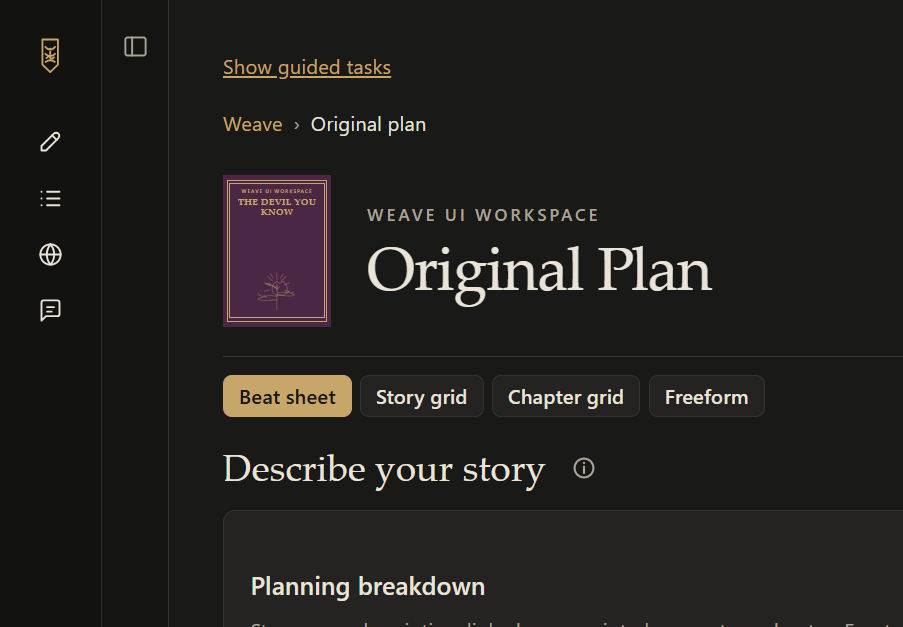 Show guided tasks
Weave › Original plan
WEAVE UI WORKSPACE
THE DEVIL YOU
KNOW
WEAVE UI WORKSPACE
Original Plan
Beat sheet
Story grid
Chapter grid
Freeform
Describe your story
Planning breakdown